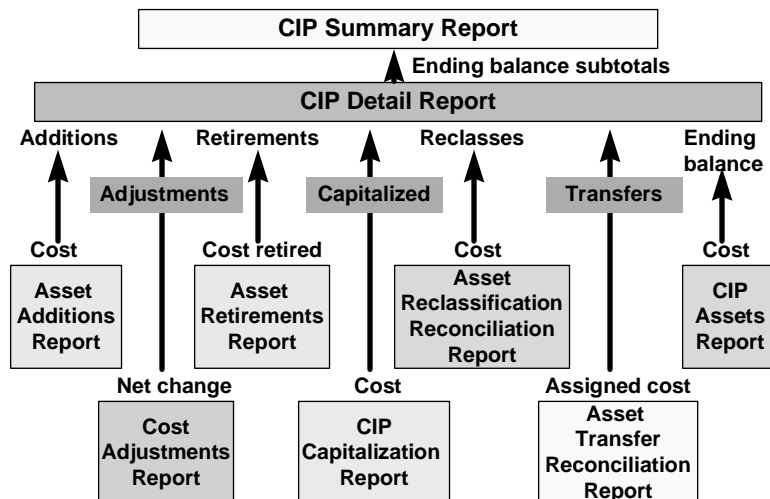 CIP Summary Report
Ending balance subtotals
CIP Detail Report
Additions
Retirements
Reclasses
Ending
balance
Adjustments
Capitalized
Transfers
Cost
Cost retired
Cost
Cost
Asset
Additions
Report
Asset
Retirements
Report
Asset
Reclassification
Reconciliation
Report
CIP
Assets
Report
Net change
Cost
Assigned cost
Cost
Adjustments
Report
CIP
Capitalization
Report
Asset
Transfer
Reconciliation
Report